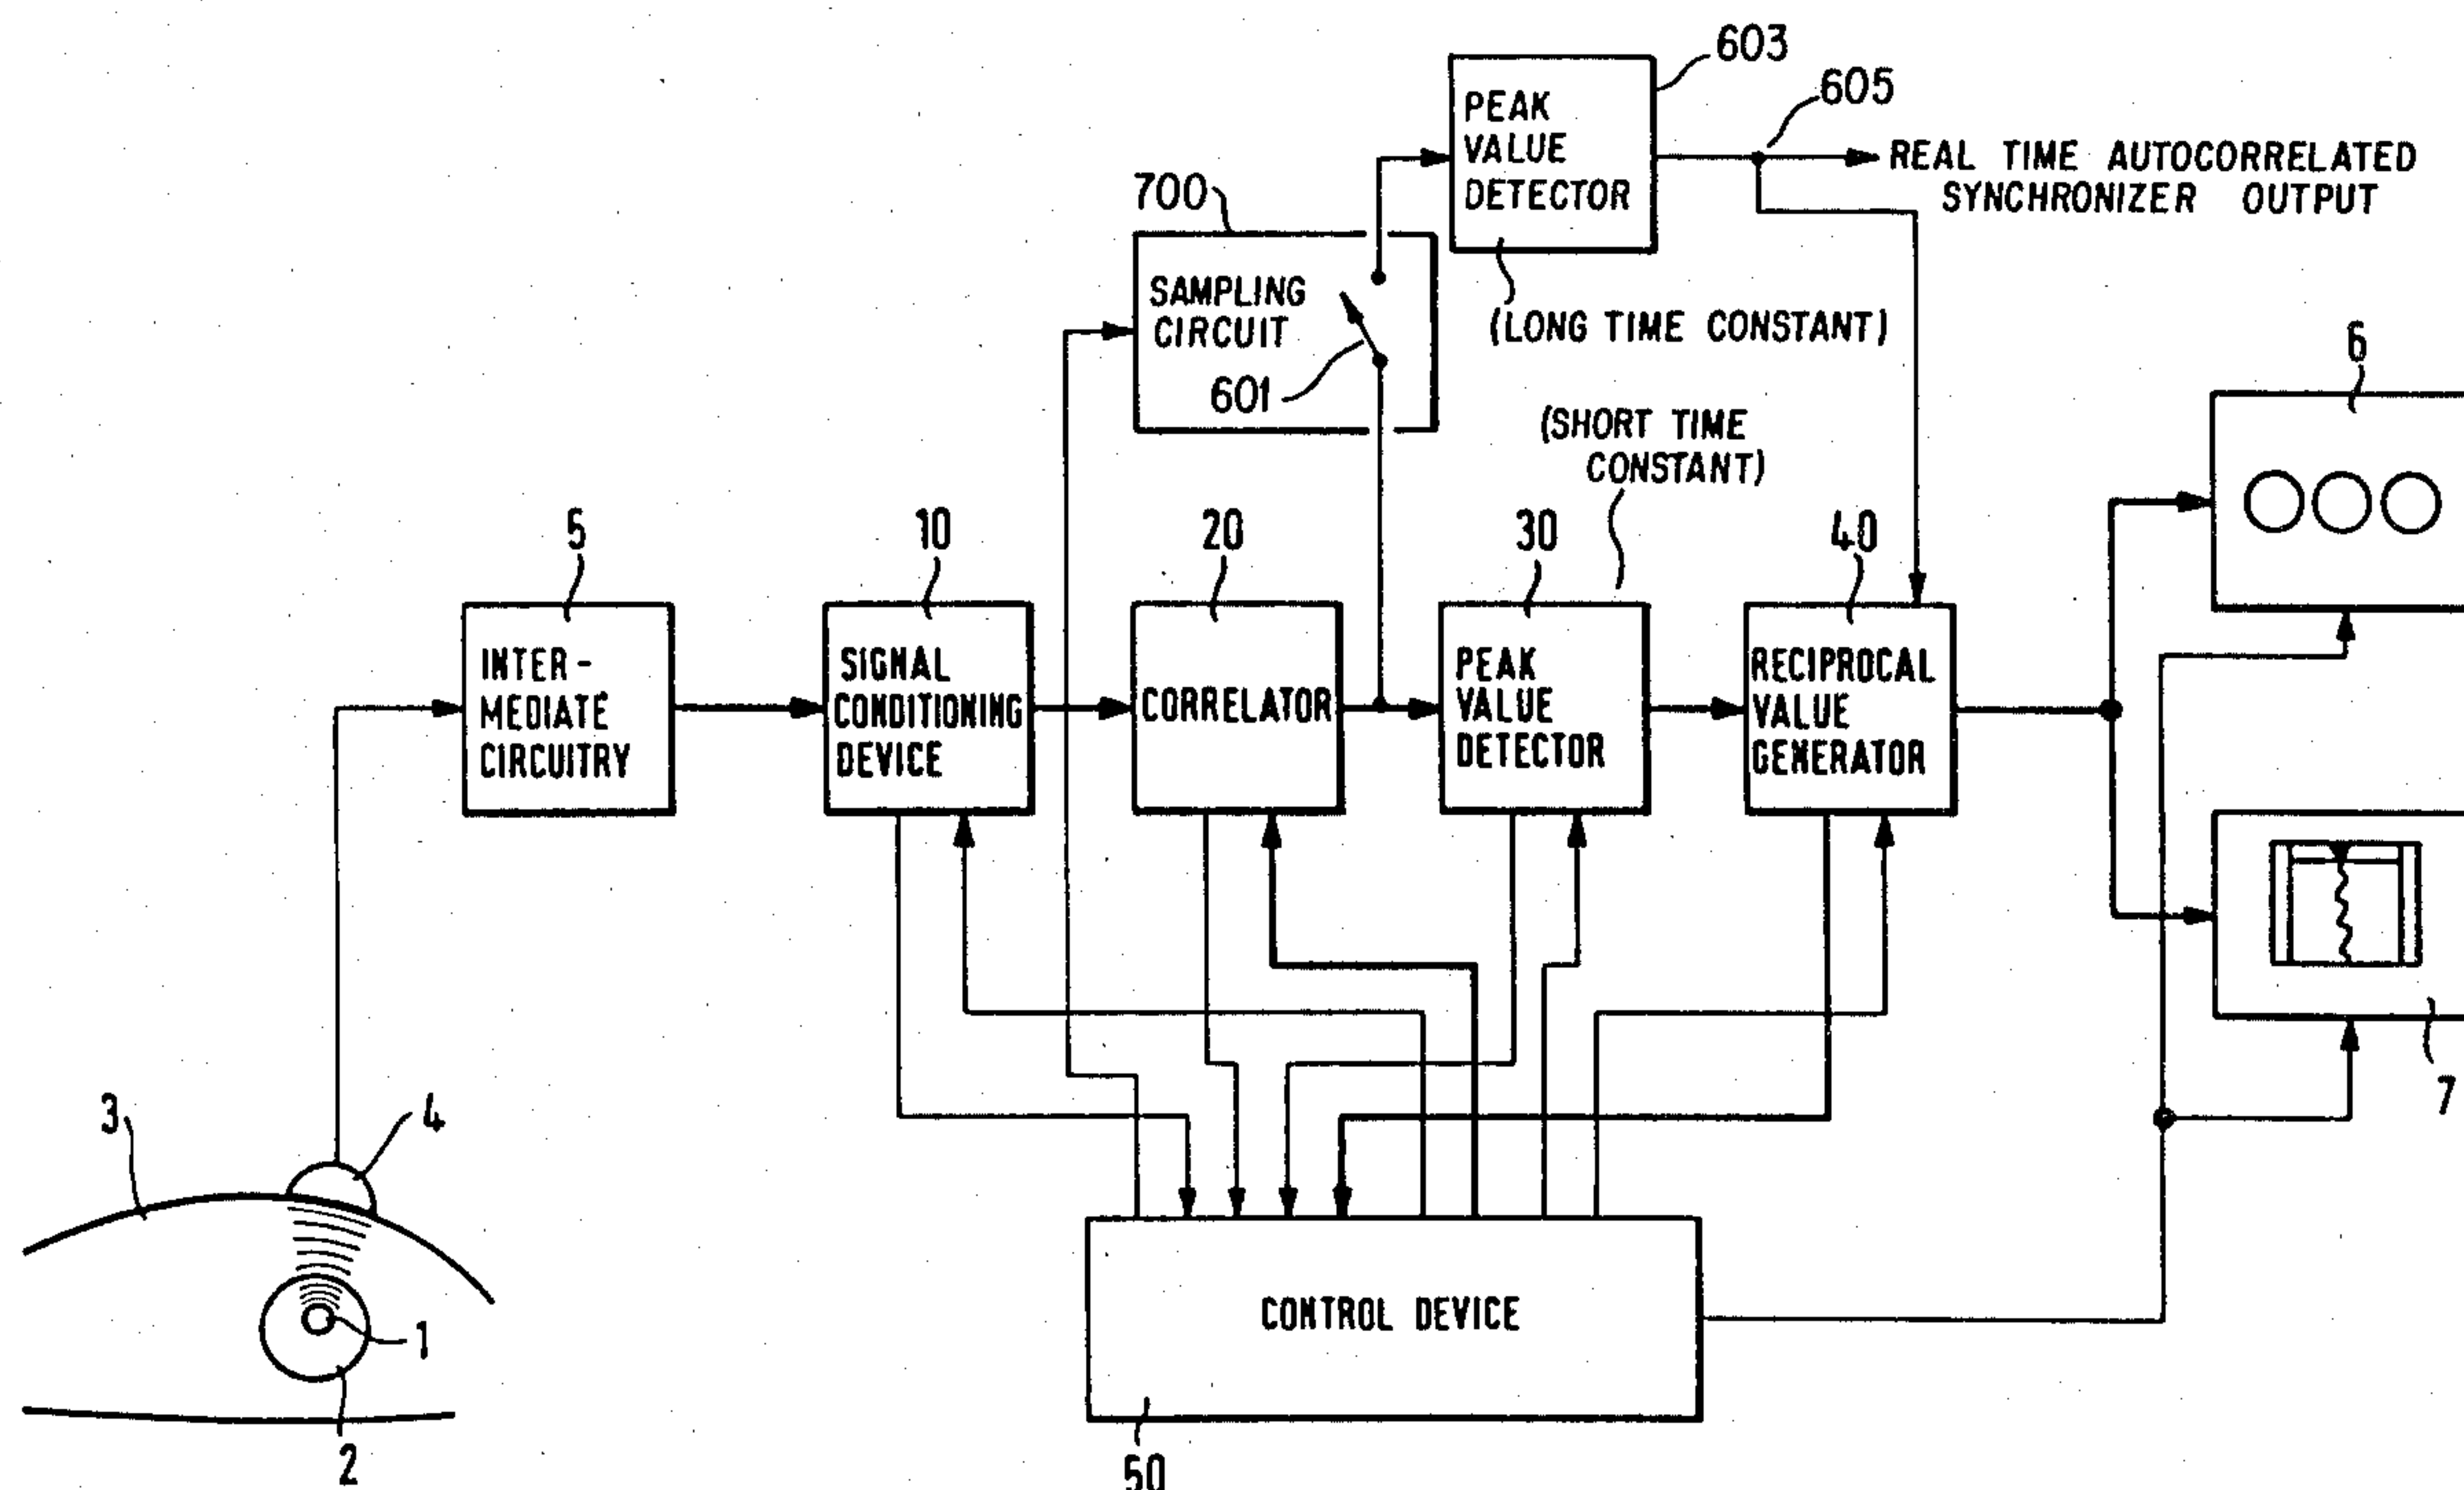 603
605
PEAK
VALUE
DETECTOR
REAL TIME AUTOCORRELATED
SYNCHRONIZER OUTPUT
700
SAMPLING
CIRCUIT
601
(LONG TIME CONSTANT)
(SHORT TIME
CONSTANT)
6
5
10
20
30
40
INTER-
MEDIATE
CIRCUITRY
SIGNAL
CONDITIONING
DEVICE
CORRELATOR
PEAK
VALUE
DETECTOR
RECIPROCAL
VALUE
GENERATOR
7
3
4
1
2
CONTROL DEVICE
50